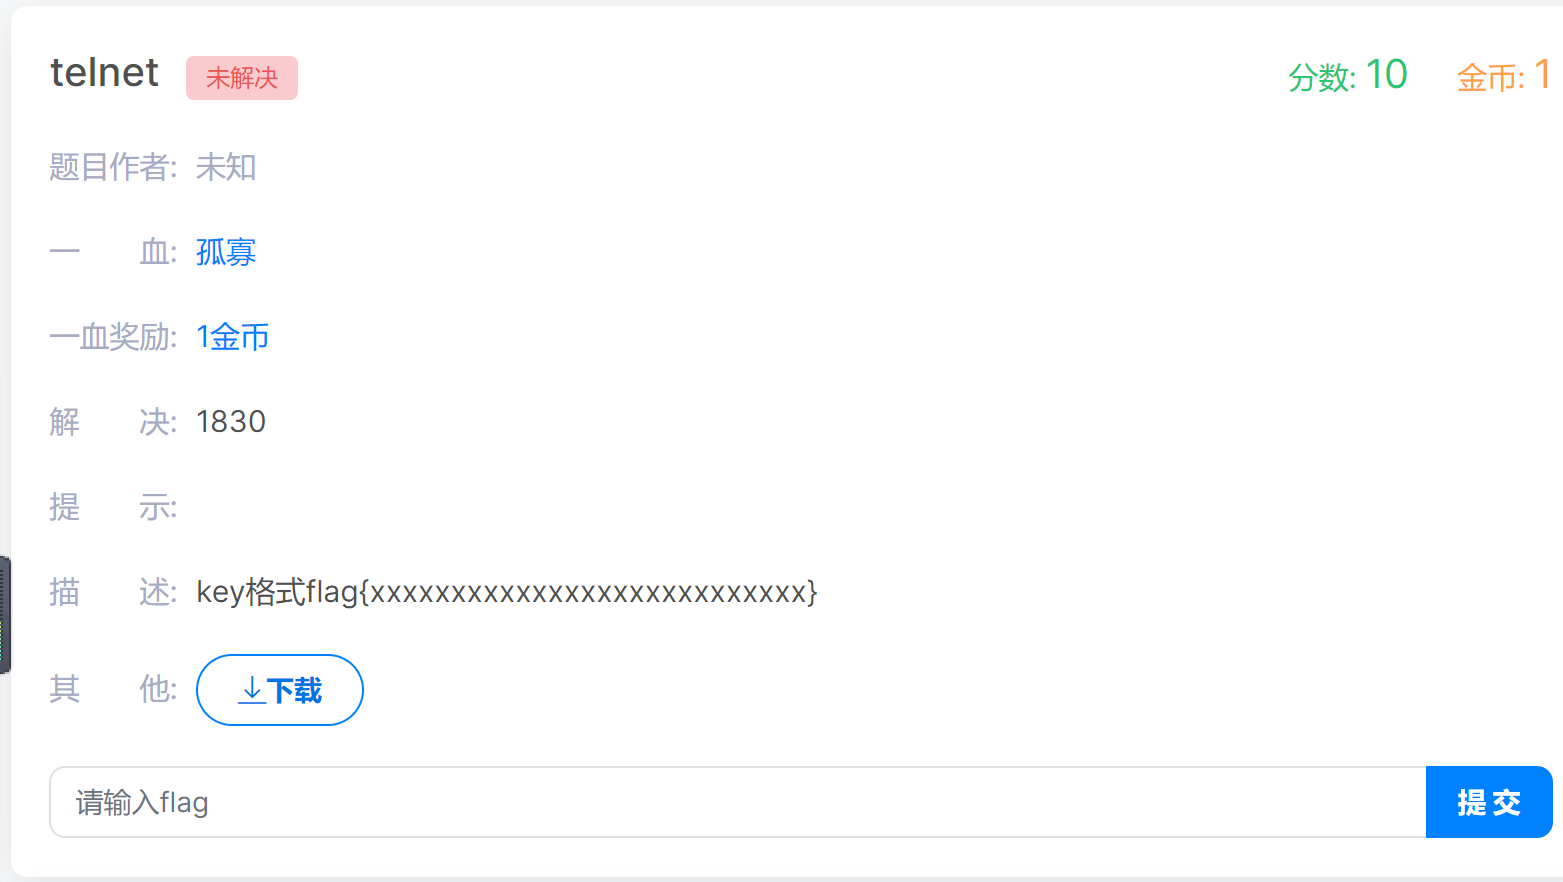 telnet 未解决 分数: 10 金币: 1
题目作者: 未知
一 血: 孤寡
一血奖励: 1金币
解 决: 1830
提 示:
描 述: key格式flag{xxxxxxxxxxxxxxxxxxxxxxxxxxx}
其 他: 下载
请输入flag 提 交